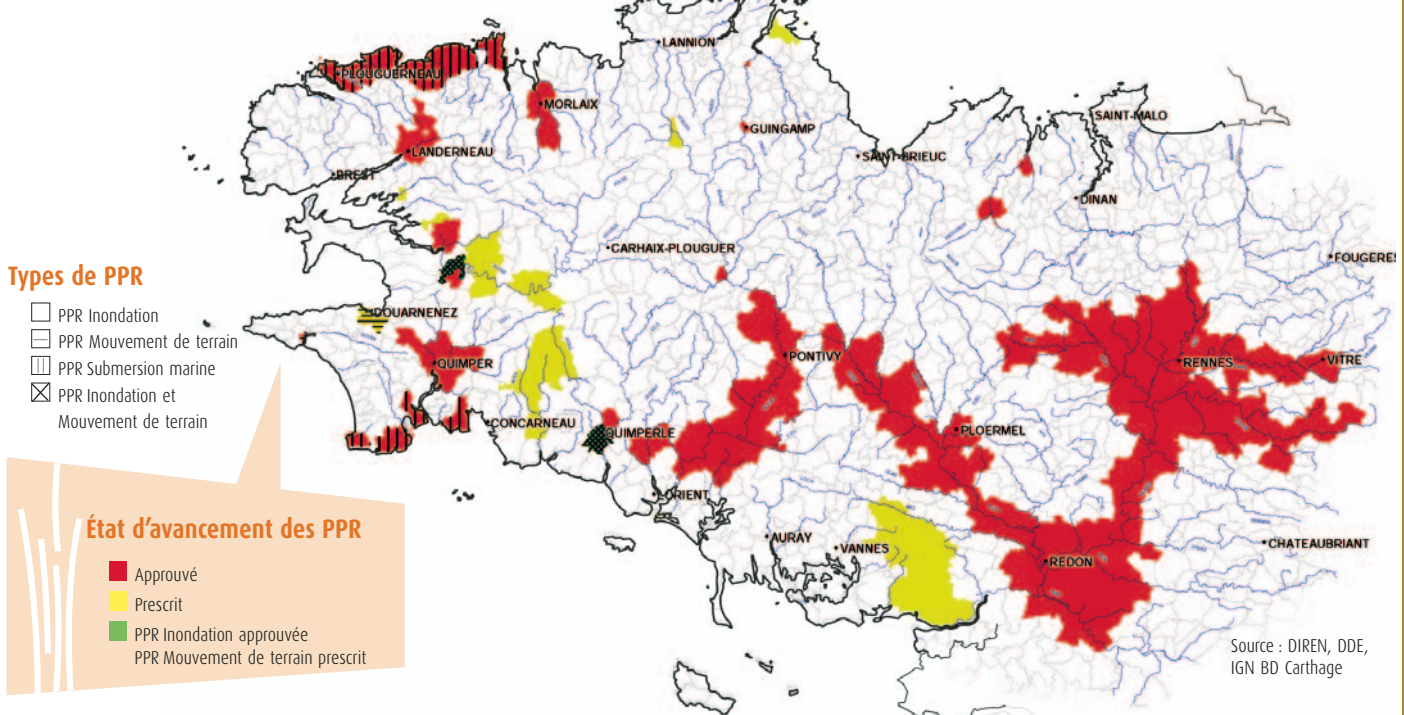 LANNION
PLOUGUERNEAU
MORLAIX
SAINT-MALO
GUINGAMP
LANDERNEAU
SAINT-BRIEUC
BREST
DINAN
CARHAIX-PLOUGUER
FOUGERES
Types de PPR
PPR Inondation
PPR Mouvement de terrain
PPR Submersion marine
PPR Inondation et
Mouvement de terrain
DOUARNENEZ
QUIMPER
PONTIVY
RENNES
VITRE
CONCARNEAU
QUIMPERLE
PLOERMEL
LORIENT
AURAY
VANNES
REDON
CHATEAUBRIANT
État d’avancement des PPR
Approuvé
Prescrit
PPR Inondation approuvée
PPR Mouvement de terrain prescrit
Source : DIREN, DDE,
IGN BD Carthage